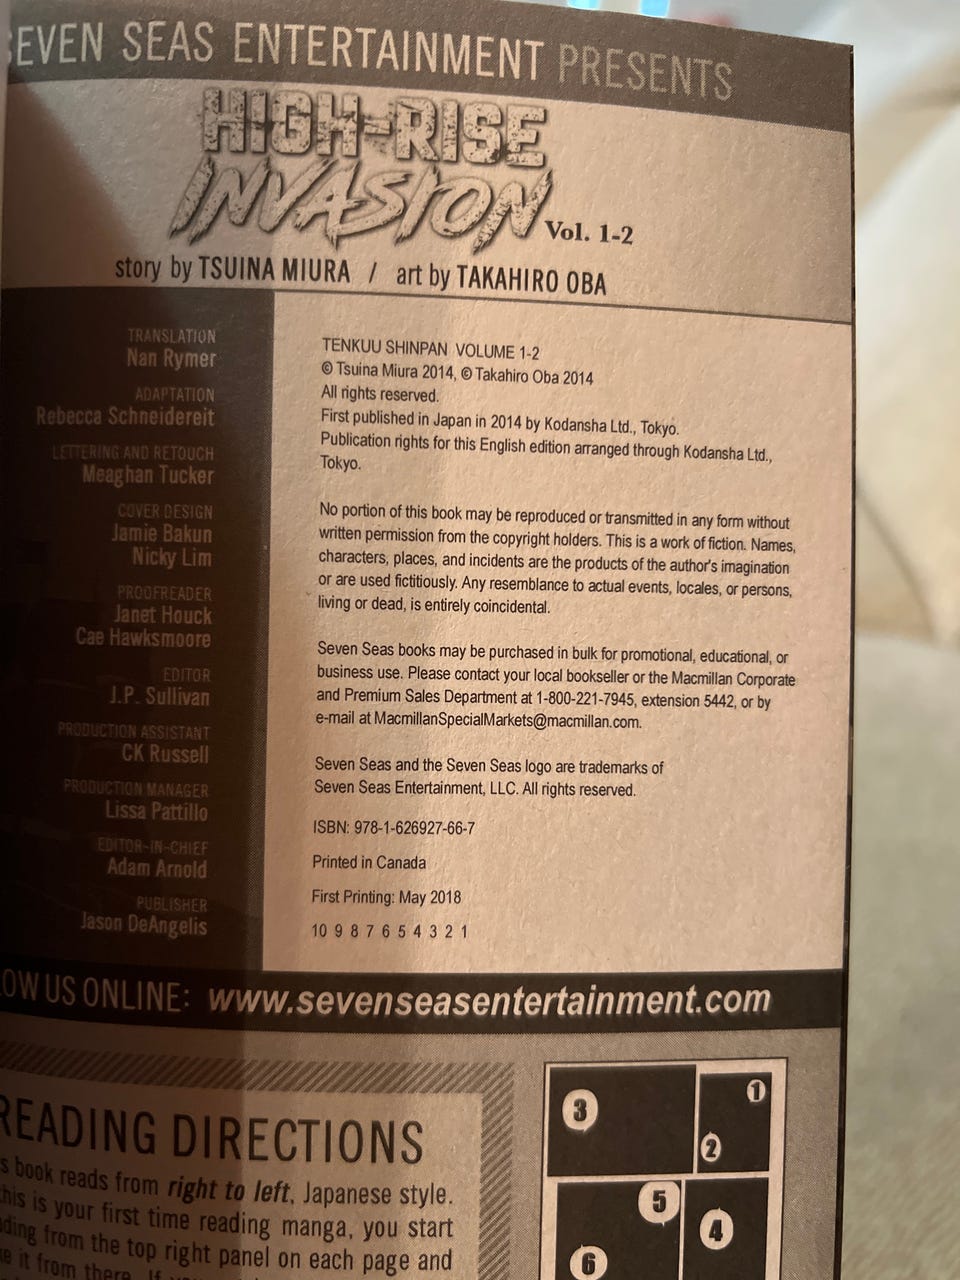 SEVEN SEAS ENTERTAINMENT PRESENTS
HIGH-RISE
INVASION Vol. 1-2
story by TSUINA MIURA / art by TAKAHIRO OBA
TRANSLATION
Nan Rymer
ADAPTATION
Rebecca Schneidereit
LETTERING AND RETOUCH
Meaghan Tucker
COVER DESIGN
Jamie Bakun
Nicky Lim
PROOFREADER
Janet Houck
Cae Hawksmoore
EDITOR
J.P. Sullivan
PRODUCTION ASSISTANT
CK Russell
PRODUCTION MANAGER
Lissa Pattillo
EDITOR-IN-CHIEF
Adam Arnold
PUBLISHER
Jason DeAngelis
TENKUU SHINPAN VOLUME 1-2
© Tsuina Miura 2014, © Takahiro Oba 2014
All rights reserved.
First published in Japan in 2014 by Kodansha Ltd., Tokyo.
Publication rights for this English edition arranged through Kodansha Ltd.,
Tokyo.
No portion of this book may be reproduced or transmitted in any form without
written permission from the copyright holders. This is a work of fiction. Names,
characters, places, and incidents are the products of the author's imagination
or are used fictitiously. Any resemblance to actual events, locales, or persons,
living or dead, is entirely coincidental.
Seven Seas books may be purchased in bulk for promotional, educational, or
business use. Please contact your local bookseller or the Macmillan Corporate
and Premium Sales Department at 1-800-221-7945, extension 5442, or by
e-mail at MacmillanSpecialMarkets@macmillan.com.
Seven Seas and the Seven Seas logo are trademarks of
Seven Seas Entertainment, LLC. All rights reserved.
ISBN: 978-1-626927-66-7
Printed in Canada
First Printing: May 2018
10 9 8 7 6 5 4 3 2 1
OW US ONLINE: www.sevenseasentertainment.com
READING DIRECTIONS
s book reads from right to left, Japanese style.
this is your first time reading manga, you start
ding from the top right panel on each page and
e it from there. If
3
1
2
5
4
6